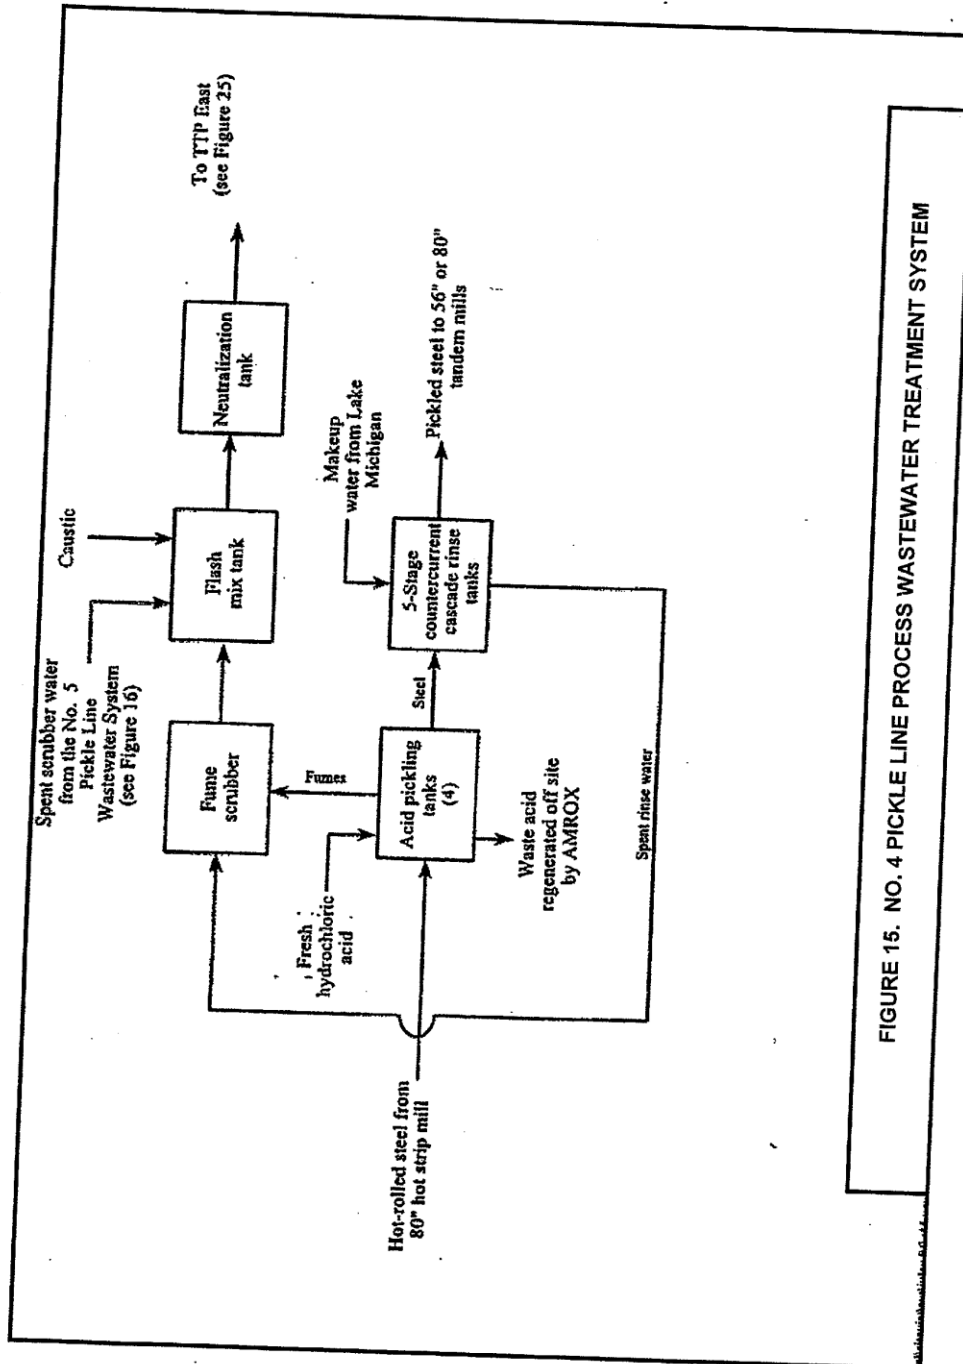 Spent scrubber water
from the No. 5
Pickle Line
Wastewater System
(see Figure 16)
Caustic
To TTP East
(see Figure 25)
Fume
scrubber
Flash
mix tank
Neutralization
tank
Fumes
Fresh
hydrochloric
acid
Makeup
water from Lake
Michigan
Hot-rolled steel from
80" hot strip mill
Acid pickling
tanks
(4)
Steel
5-Stage
countercurrent
cascade rinse
tanks
Pickled steel to 56" or 80"
tandem mills
Waste acid
regenerated off site
by AMROX
Spent rinse water
FIGURE 15. NO. 4 PICKLE LINE PROCESS WASTEWATER TREATMENT SYSTEM